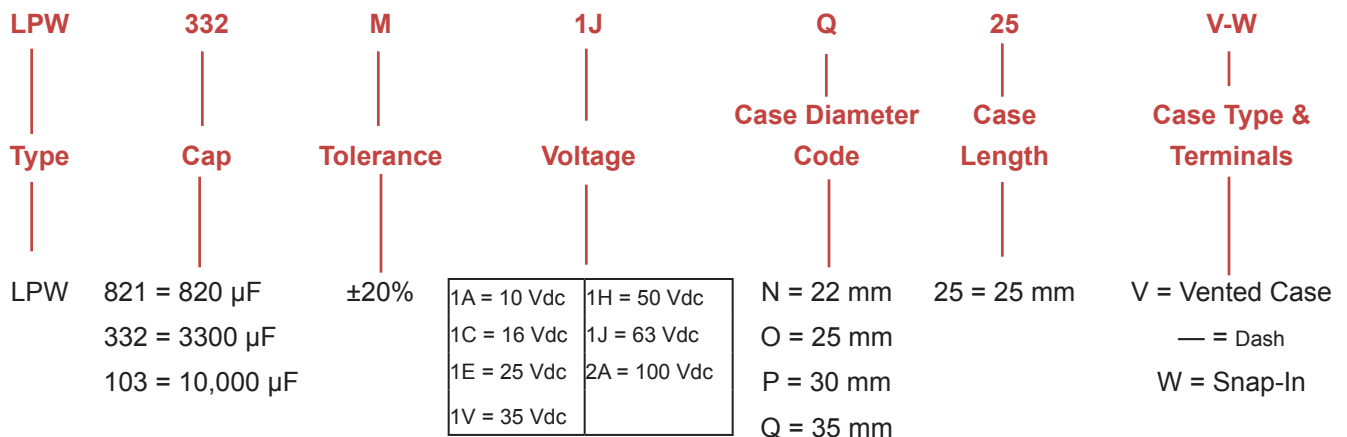 LPW 332 M 1J Q 25 V-W
Case Diameter Case Case Type &
Type Cap Tolerance Voltage Code Length Terminals
LPW 821 = 820 µF ±20% 1A = 10 Vdc 1H = 50 Vdc N = 22 mm 25 = 25 mm V = Vented Case
332 = 3300 µF 1C = 16 Vdc 1J = 63 Vdc O = 25 mm — = Dash
103 = 10,000 µF 1E = 25 Vdc 2A = 100 Vdc P = 30 mm W = Snap-In
1V = 35 Vdc Q = 35 mm